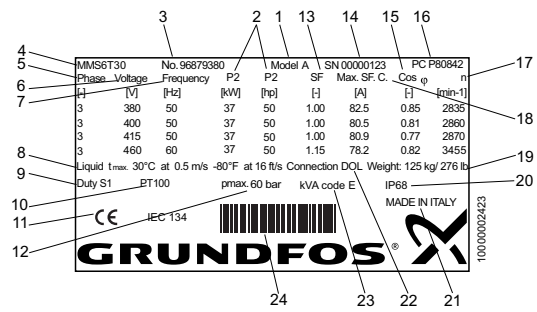 3 2 1 13 14 15 16
4 MMS6T30 No. 96879380 Model A SN 00000123 PC P80842
5 Phase Voltage Frequency P2 P2 SF Max. SF. C. Cos φ n 17
6
7 [-] [V] [Hz] [kW] [hp] [-] [A] [-] [min-1] 18
3 380 50 37 50 1.00 82.5 0.85 2835
3 400 50 37 50 1.00 80.5 0.81 2860
3 415 50 37 50 1.00 80.9 0.77 2870
3 460 60 37 50 1.15 78.2 0.82 3455
8 Liquid tmax. 30°C at 0.5 m/s -80°F at 16 ft/s Connection DOL Weight: 125 kg/ 276 lb 19
9 Duty S1 PT100 pmax. 60 bar kVA code E IP68 20
10
MADE IN ITALY
11 CE IEC 134
12
10000002423
GRUNDFOS ®
24 23 22 21